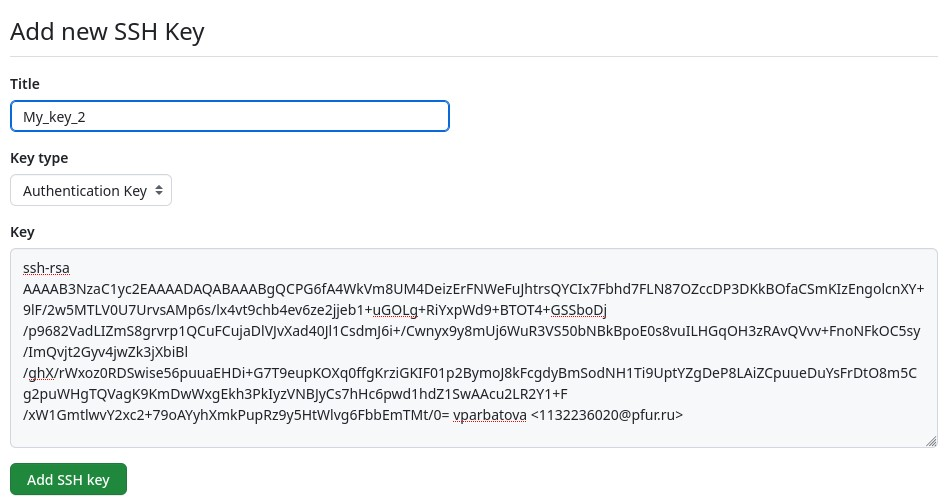 Add new SSH Key
Title
My_key_2
Key type
Authentication Key
Key
ssh-rsa
AAAAB3NzaC1yc2EAAAADAQABAAABgQCPG6fA4WkVm8UM4DeizErFNWeFuJhtrsQYCIx7Fbhd7FLN87OZccDP3DKkBOfaCSmKIzEngolcnXY+
9lF/2w5MTLV0U7UrvsAMp6s/lx4vt9chb4ev6ze2jjeb1+uGOLg+RiYxpWd9+BTOT4+GSSboDj
/p9682VadLIZmS8grvrp1QCuFCujaDlVJvXad40Jl1CsdmJ6i+/Cwnyx9y8mUj6WuR3VS50bNBkBpoE0s8vuILHGqOH3zRAvQVvv+FnoNFkOC5sy
/ImQvjt2Gyv4jwZk3jXbiBl
/ghX/rWxoz0RDSwise56puuaEHDi+G7T9eupKOXq0ffgKrziGKIF01p2BymoJ8kFcgdyBmSodNH1Ti9UptYZgDeP8LAiZCpuueDuYsFrDtO8m5C
g2puWHgTQVagK9KmDwWxgEkh3PkIyzVNBJyCs7hHc6pwd1hdZ1SwAAcu2LR2Y1+F
/xW1GmtlwvY2xc2+79oAYyhXmkPupRz9y5HtWlvg6FbbEmTMt/0= vparbatova <1132236020@pfur.ru>
Add SSH key